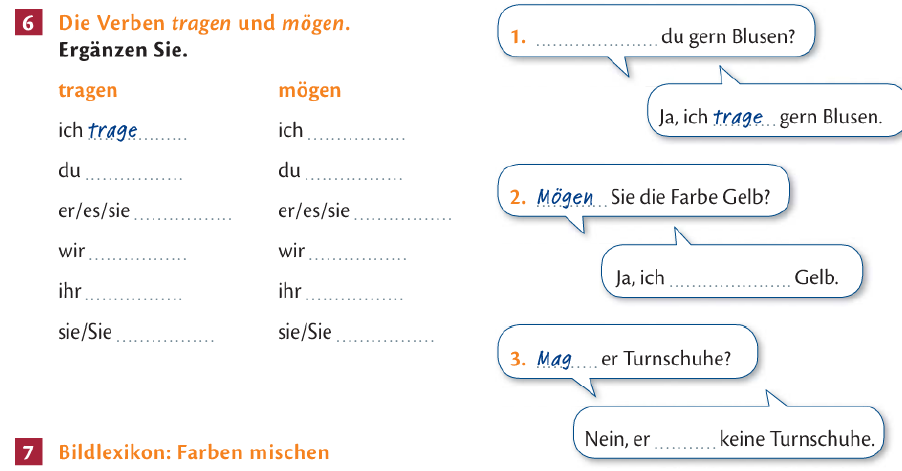 6 Die Verben tragen und mögen.
Ergänzen Sie.
tragen
ich trage
du ................
er/es/sie ................
wir ................
ihr ................
sie/Sie ................
mögen
ich ................
du ................
er/es/sie ................
wir ................
ihr ................
sie/Sie ................
1. .................... du gern Blusen?
Ja, ich trage gern Blusen.
2. Mögen Sie die Farbe Gelb?
Ja, ich .................... Gelb.
3. Mag er Turnschuhe?
Nein, er .......... keine Turnschuhe.
7 Bildlexikon: Farben mischen